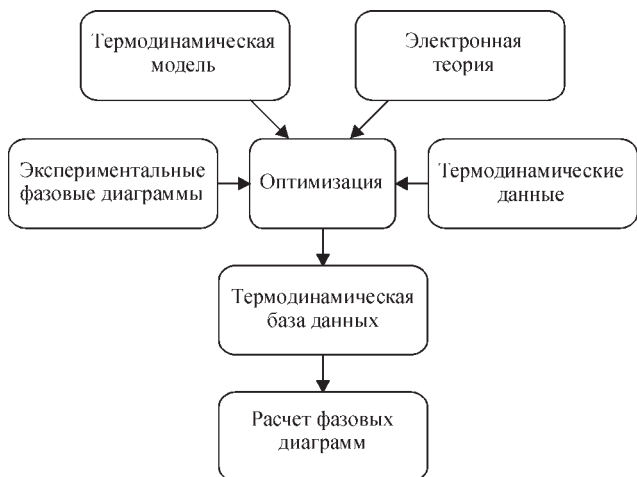 Термодинамическая
модель
Электронная
теория
Экспериментальные
фазовые диаграммы
Оптимизация
Термодинамические
данные
Термодинамическая
база данных
Расчет фазовых
диаграмм